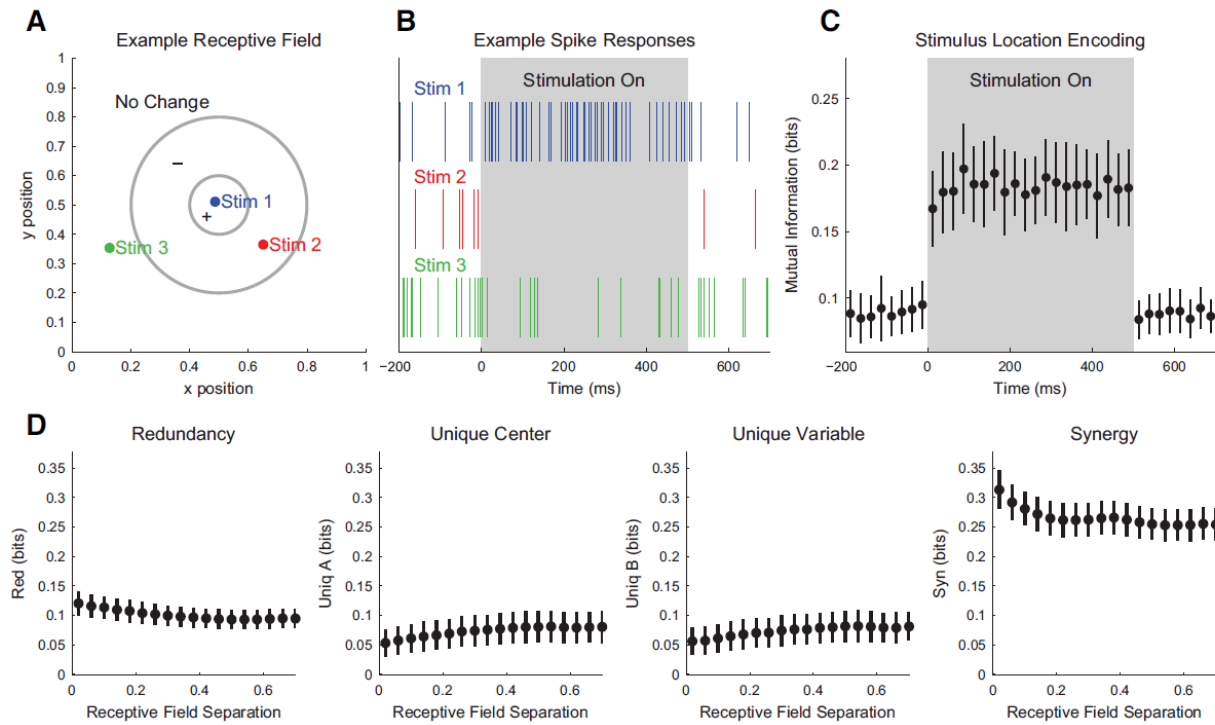 A
Example Receptive Field
1
0.9
0.8
0.7
0.6
0.5
0.4
0.3
0.2
0.1
0
y position
No Change
−
+
Stim 1
Stim 2
Stim 3
0
0.2
0.4
0.6
0.8
1
x position
B
Example Spike Responses
Stimulation On
Stim 1
Stim 2
Stim 3
−200
0
200
400
600
Time (ms)
C
Stimulus Location Encoding
Stimulation On
0.25
0.2
0.15
0.1
Mutual Information (bits)
−200
0
200
400
600
Time (ms)
D
Redundancy
0.35
0.3
0.25
0.2
0.15
0.1
0.05
0
Red (bits)
0
0.2
0.4
0.6
Receptive Field Separation
Unique Center
0.35
0.3
0.25
0.2
0.15
0.1
0.05
0
Uniq A (bits)
0
0.2
0.4
0.6
Receptive Field Separation
Unique Variable
0.35
0.3
0.25
0.2
0.15
0.1
0.05
0
Uniq B (bits)
0
0.2
0.4
0.6
Receptive Field Separation
Synergy
0.35
0.3
0.25
0.2
0.15
0.1
0.05
0
Syn (bits)
0
0.2
0.4
0.6
Receptive Field Separation